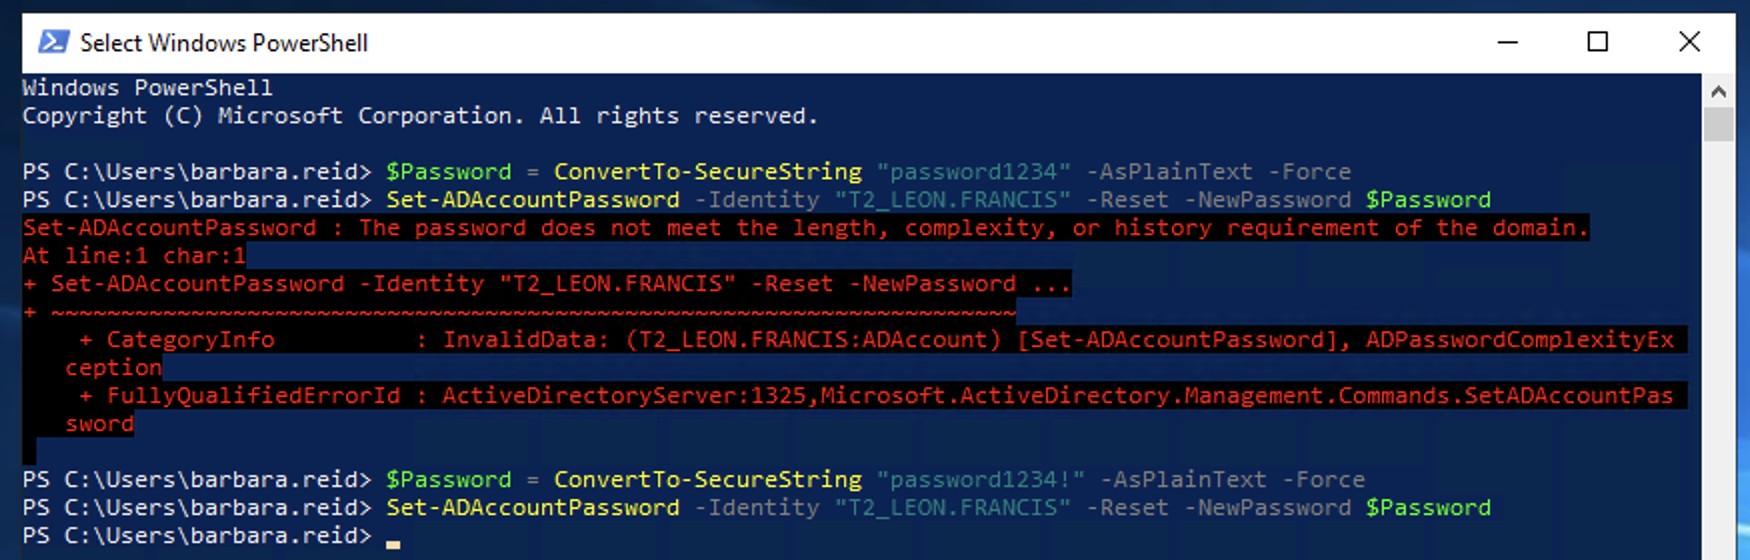 Select Windows PowerShell
Windows PowerShell
Copyright (C) Microsoft Corporation. All rights reserved.
PS C:\Users\barbara.reid> $Password = ConvertTo-SecureString "password1234" -AsPlainText -Force
PS C:\Users\barbara.reid> Set-ADAccountPassword -Identity "T2_LEON.FRANCIS" -Reset -NewPassword $Password
Set-ADAccountPassword : The password does not meet the length, complexity, or history requirement of the domain.
At line:1 char:1
+ Set-ADAccountPassword -Identity "T2_LEON.FRANCIS" -Reset -NewPassword ...
+ ~~~~~~~~~~~~~~~~~~~~~~~~~~~~~~~~~~~~~~~~~~~~~~~~~~~~~~~~~~~~~~~~~~~~~
    + CategoryInfo          : InvalidData: (T2_LEON.FRANCIS:ADAccount) [Set-ADAccountPassword], ADPasswordComplexityEx
   ception
    + FullyQualifiedErrorId : ActiveDirectoryServer:1325,Microsoft.ActiveDirectory.Management.Commands.SetADAccountPas
   sword
PS C:\Users\barbara.reid> $Password = ConvertTo-SecureString "password1234!" -AsPlainText -Force
PS C:\Users\barbara.reid> Set-ADAccountPassword -Identity "T2_LEON.FRANCIS" -Reset -NewPassword $Password
PS C:\Users\barbara.reid> _